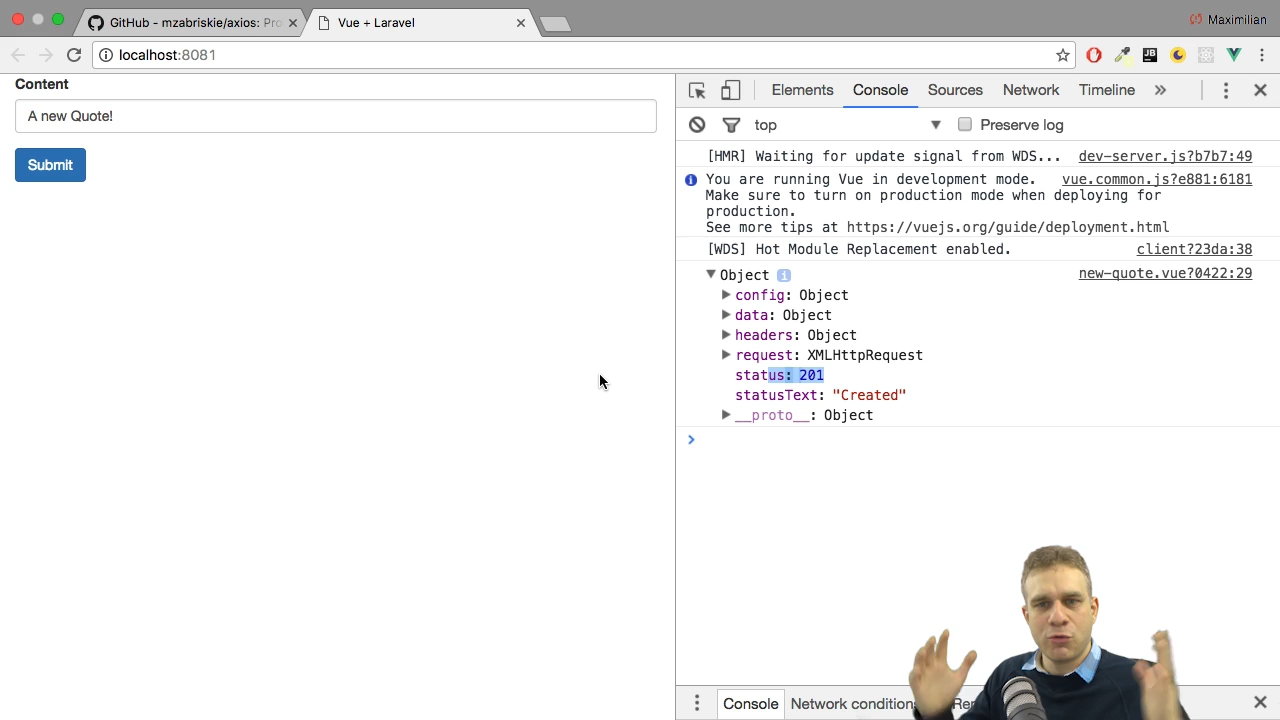 GitHub - mzabriskie/axios: Pro
Vue + Laravel
Maximilian
localhost:8081
JB
Content
A new Quote!
Submit
Elements Console Sources Network Timeline »
top Preserve log
[HMR] Waiting for update signal from WDS... dev-server.js?b7b7:49
You are running Vue in development mode. vue.common.js?e881:6181
Make sure to turn on production mode when deploying for
production.
See more tips at https://vuejs.org/guide/deployment.html
[WDS] Hot Module Replacement enabled. client?23da:38
Object new-quote.vue?0422:29
config: Object
data: Object
headers: Object
request: XMLHttpRequest
status: 201
statusText: "Created"
__proto__: Object
Console Network condition